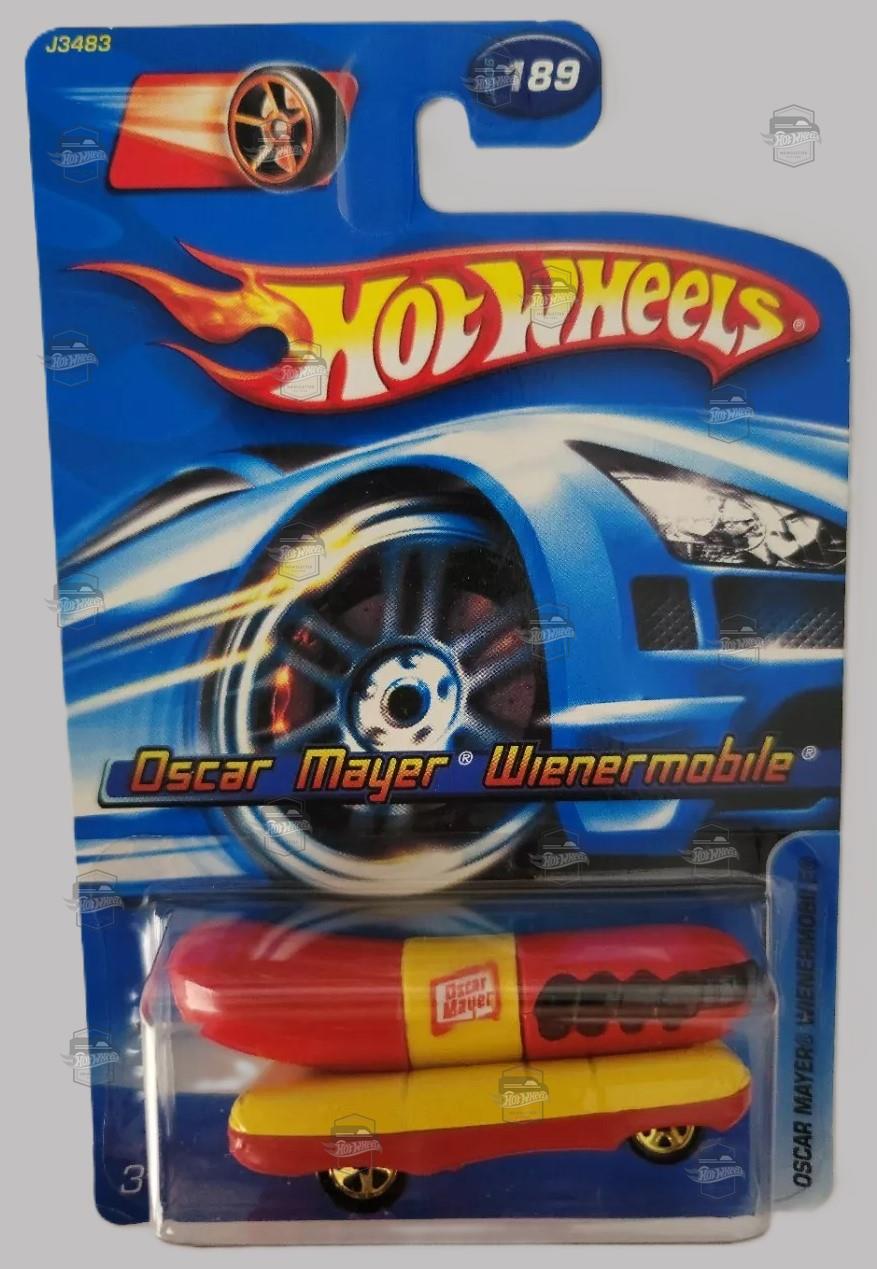 J3483
189
HOT WHEELS®
Oscar Mayer® Wienermobile®
Oscar
Mayer
OSCAR MAYER® WIENERMOBILE®
3